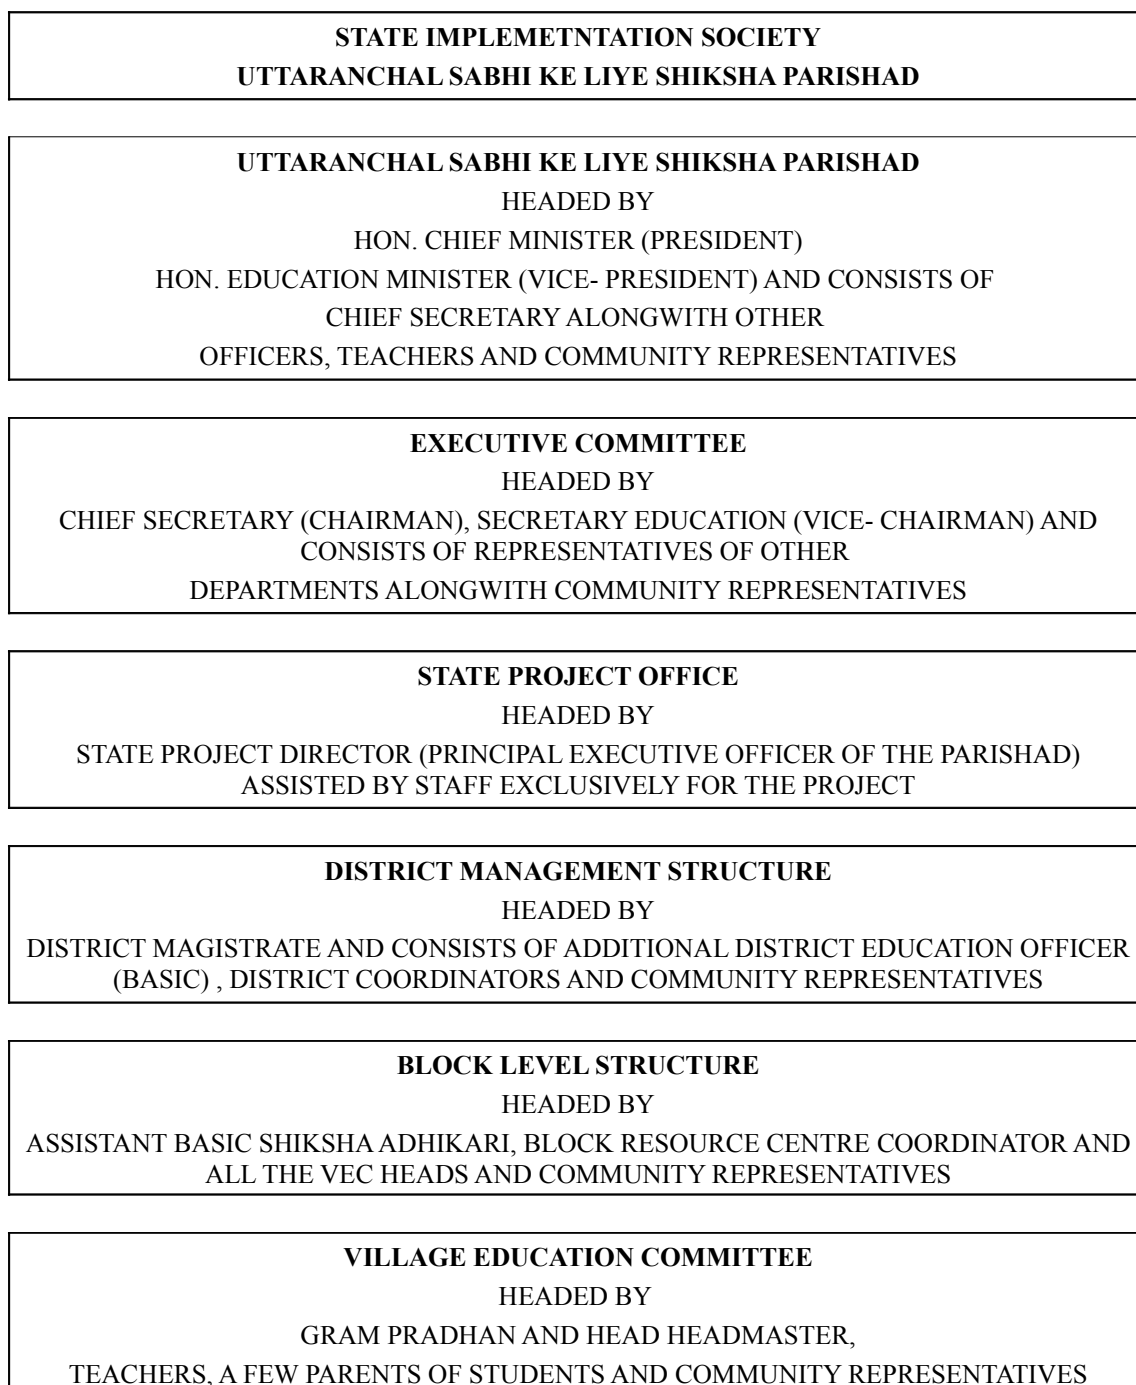 STATE IMPLEMETNTATION SOCIETY
UTTARANCHAL SABHI KE LIYE SHIKSHA PARISHAD
UTTARANCHAL SABHI KE LIYE SHIKSHA PARISHAD
HEADED BY
HON. CHIEF MINISTER (PRESIDENT)
HON. EDUCATION MINISTER (VICE- PRESIDENT) AND CONSISTS OF
CHIEF SECRETARY ALONGWITH OTHER
OFFICERS, TEACHERS AND COMMUNITY REPRESENTATIVES
EXECUTIVE COMMITTEE
HEADED BY
CHIEF SECRETARY (CHAIRMAN), SECRETARY EDUCATION (VICE- CHAIRMAN) AND
CONSISTS OF REPRESENTATIVES OF OTHER
DEPARTMENTS ALONGWITH COMMUNITY REPRESENTATIVES
STATE PROJECT OFFICE
HEADED BY
STATE PROJECT DIRECTOR (PRINCIPAL EXECUTIVE OFFICER OF THE PARISHAD)
ASSISTED BY STAFF EXCLUSIVELY FOR THE PROJECT
DISTRICT MANAGEMENT STRUCTURE
HEADED BY
DISTRICT MAGISTRATE AND CONSISTS OF ADDITIONAL DISTRICT EDUCATION OFFICER
(BASIC) , DISTRICT COORDINATORS AND COMMUNITY REPRESENTATIVES
BLOCK LEVEL STRUCTURE
HEADED BY
ASSISTANT BASIC SHIKSHA ADHIKARI, BLOCK RESOURCE CENTRE COORDINATOR AND
ALL THE VEC HEADS AND COMMUNITY REPRESENTATIVES
VILLAGE EDUCATION COMMITTEE
HEADED BY
GRAM PRADHAN AND HEAD HEADMASTER,
TEACHERS, A FEW PARENTS OF STUDENTS AND COMMUNITY REPRESENTATIVES